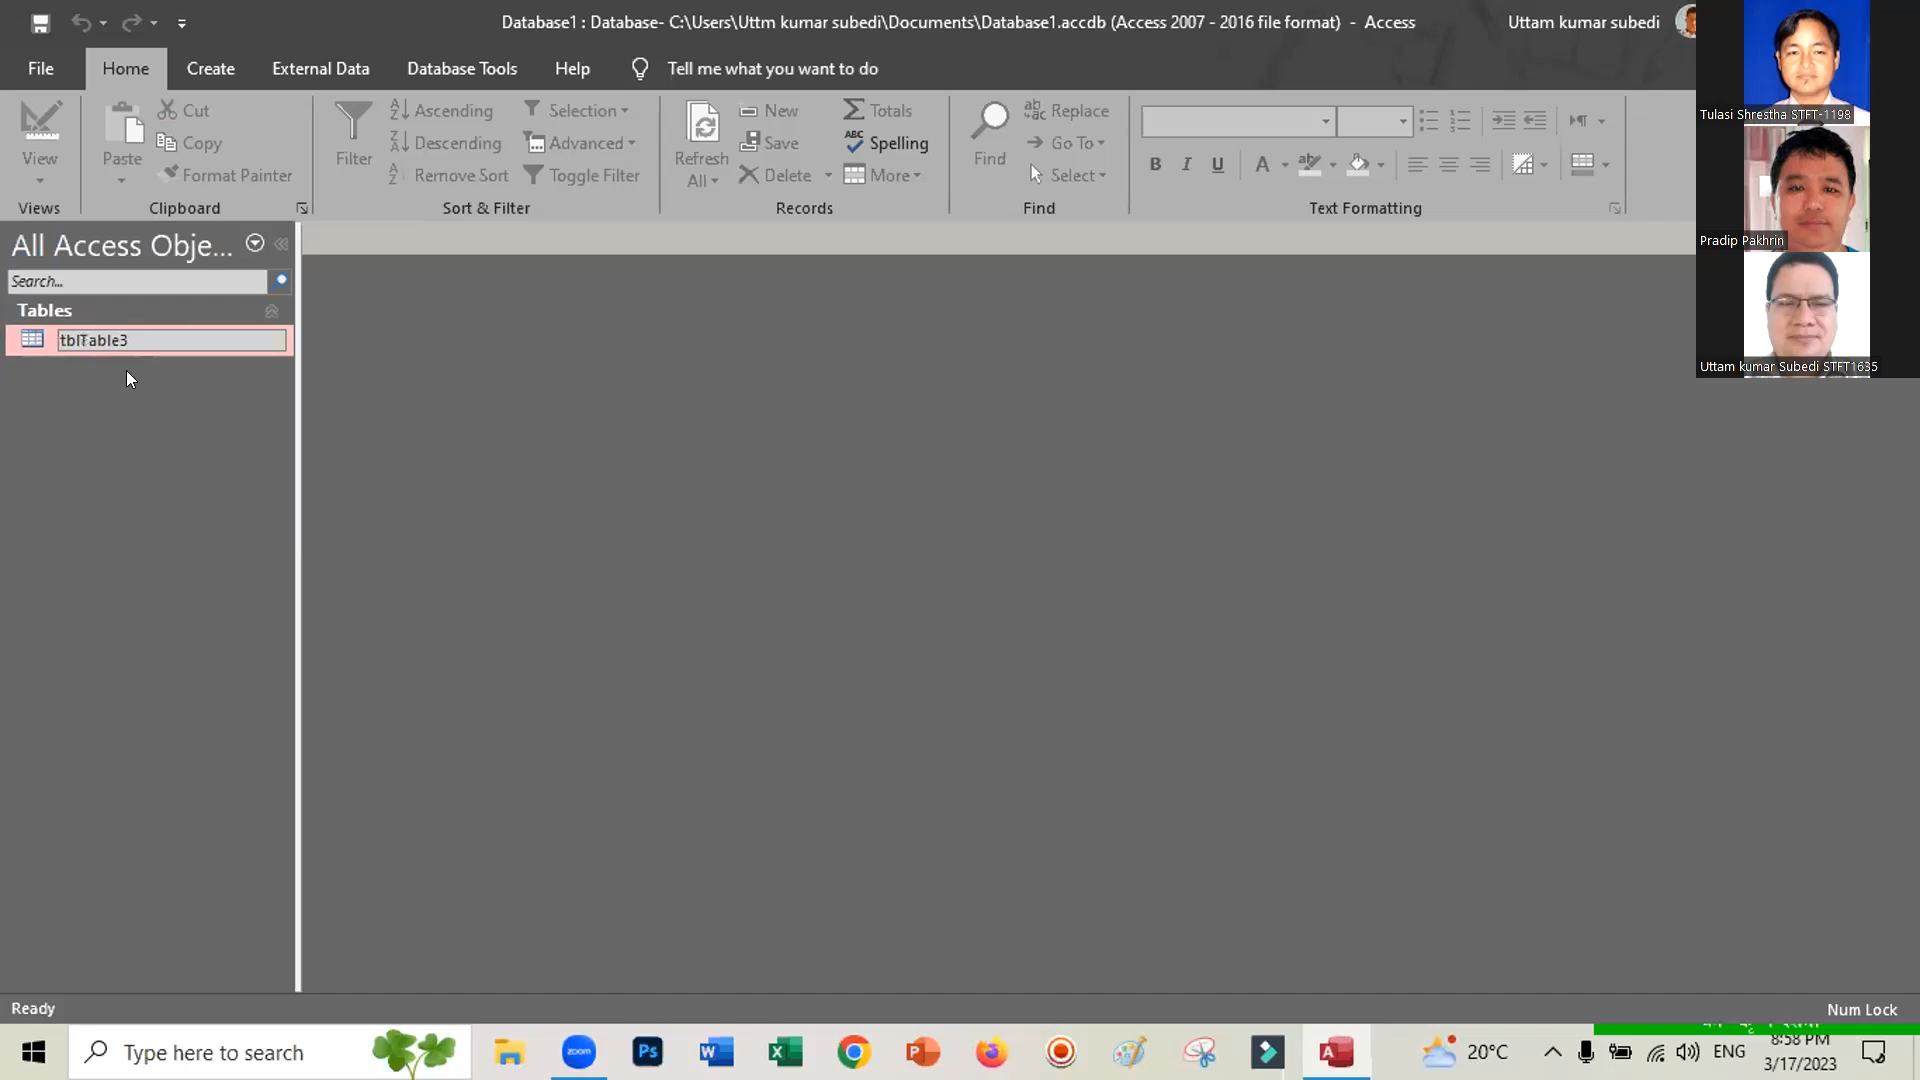 Database1 : Database- C:\Users\Uttm kumar subedi\Documents\Database1.accdb (Access 2007 - 2016 file format) - Access
Uttam kumar subedi
File Home Create External Data Database Tools Help Tell me what you want to do
View
Views
Paste
Cut
Copy
Format Painter
Clipboard
Filter
Ascending
Descending
Remove Sort
Selection
Advanced
Toggle Filter
Sort & Filter
Refresh
All
New
Save
Delete
Totals
Spelling
More
Records
Find
Replace
Go To
Select
Find
B I U A
Text Formatting
Tulasi Shrestha STFT-1198
Pradip Pakhrin
Uttam kumar Subedi STFT1635
All Access Obje...
Search...
Tables
tblTable3
Ready
Num Lock
Type here to search
zoom
Ps
20°C
ENG
8:58 PM
3/17/2023